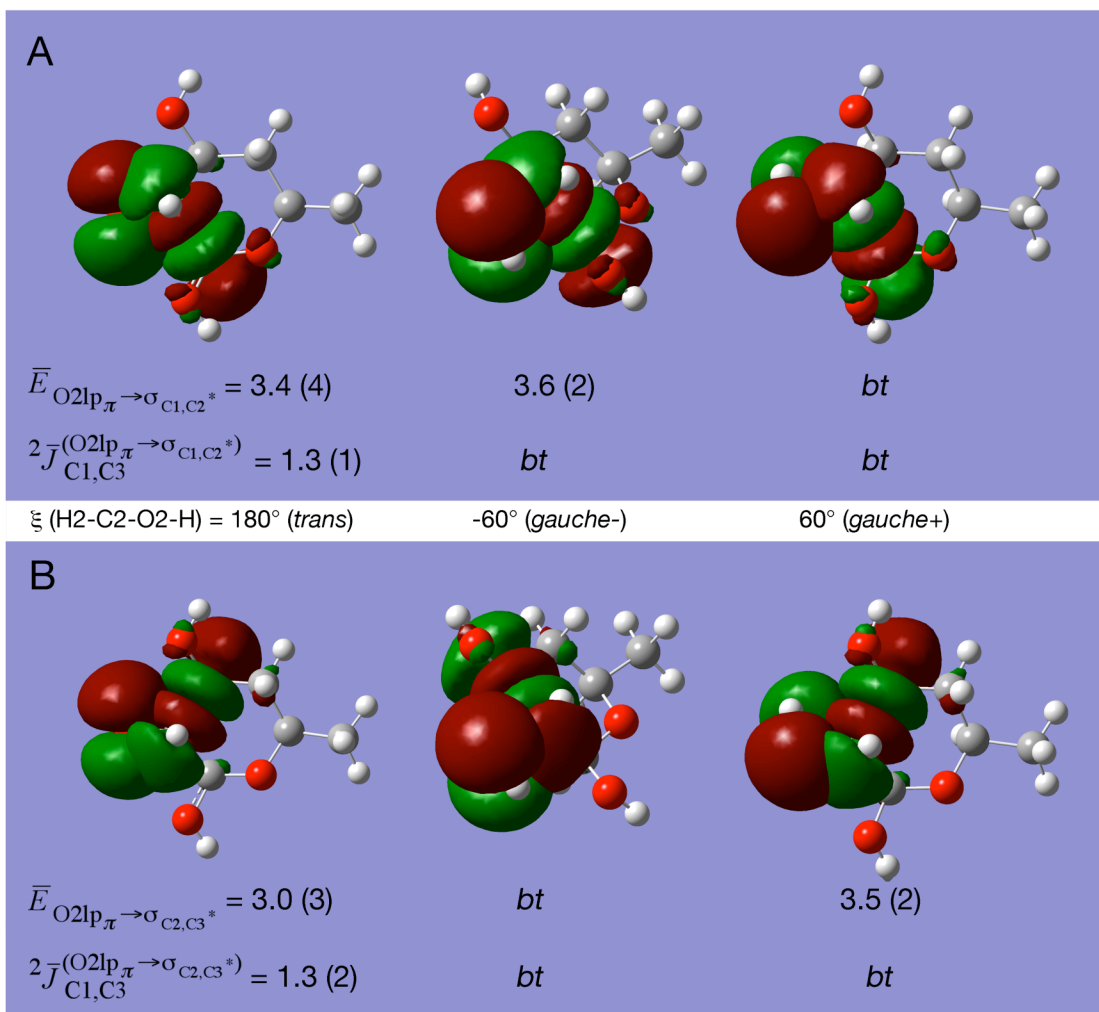 A
E̅ O2lpπ→σC1,C2* = 3.4 (4) 3.6 (2) bt
²J̅ C1,C3 (O2lpπ→σC1,C2*) = 1.3 (1) bt bt
ξ (H2-C2-O2-H) = 180° (trans) -60° (gauche-) 60° (gauche+)
B
E̅ O2lpπ→σC2,C3* = 3.0 (3) bt 3.5 (2)
²J̅ C1,C3 (O2lpπ→σC2,C3*) = 1.3 (2) bt bt